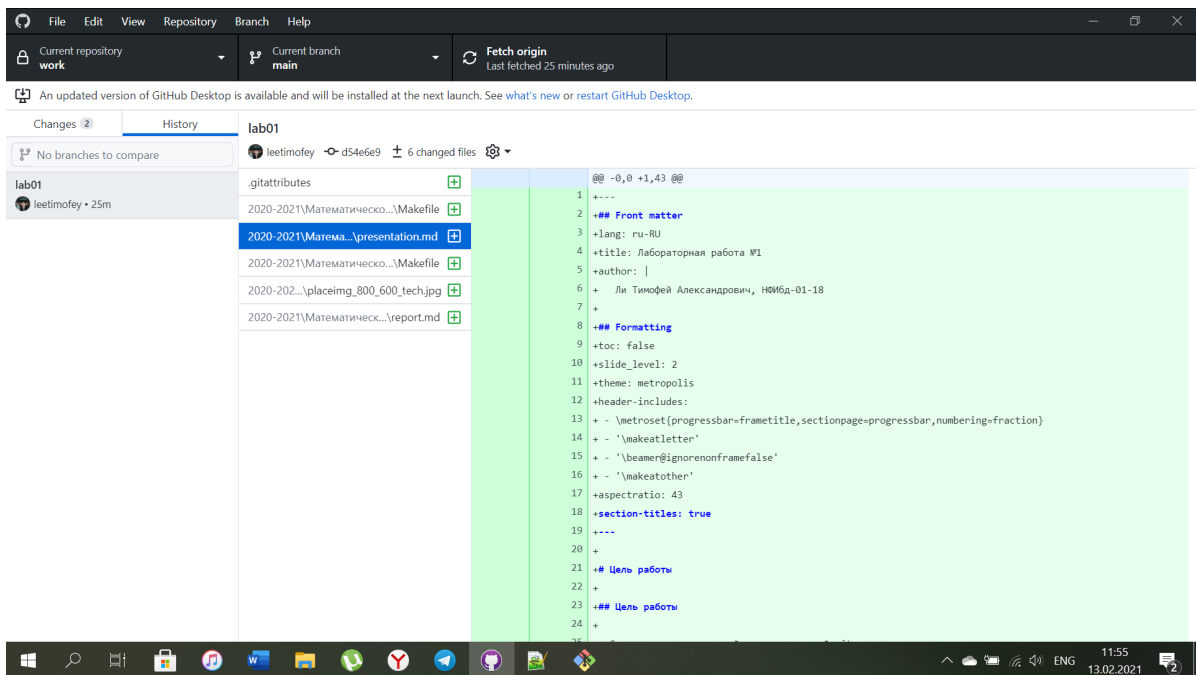 File Edit View Repository Branch Help
Current repository
work
Current branch
main
Fetch origin
Last fetched 25 minutes ago
An updated version of GitHub Desktop is available and will be installed at the next launch. See what's new or restart GitHub Desktop.
Changes 2 History
No branches to compare
lab01
leetimofey • 25m
lab01
leetimofey d54e6e9 6 changed files
.gitattributes
2020-2021\Математическо...\Makefile
2020-2021\Матема...\presentation.md
2020-2021\Математическо...\Makefile
2020-202...\placeimg_800_600_tech.jpg
2020-2021\Математическ...\report.md
@@ -0,0 +1,43 @@
1 +---
2 +## Front matter
3 +lang: ru-RU
4 +title: Лабораторная работа №1
5 +author: |
6 + Ли Тимофей Александрович, НФИбд-01-18
7 +
8 +## Formatting
9 +toc: false
10 +slide_level: 2
11 +theme: metropolis
12 +header-includes:
13 + - \metroset{progressbar=frametitle,sectionpage=progressbar,numbering=fraction}
14 + - '\makeatletter'
15 + - '\beamer@ignorenonframefalse'
16 + - '\makeatother'
17 +aspectratio: 43
18 +section-titles: true
19 +---
20 +
21 +# Цель работы
22 +
23 +## Цель работы
24 +
ENG
11:55
13.02.2021
2